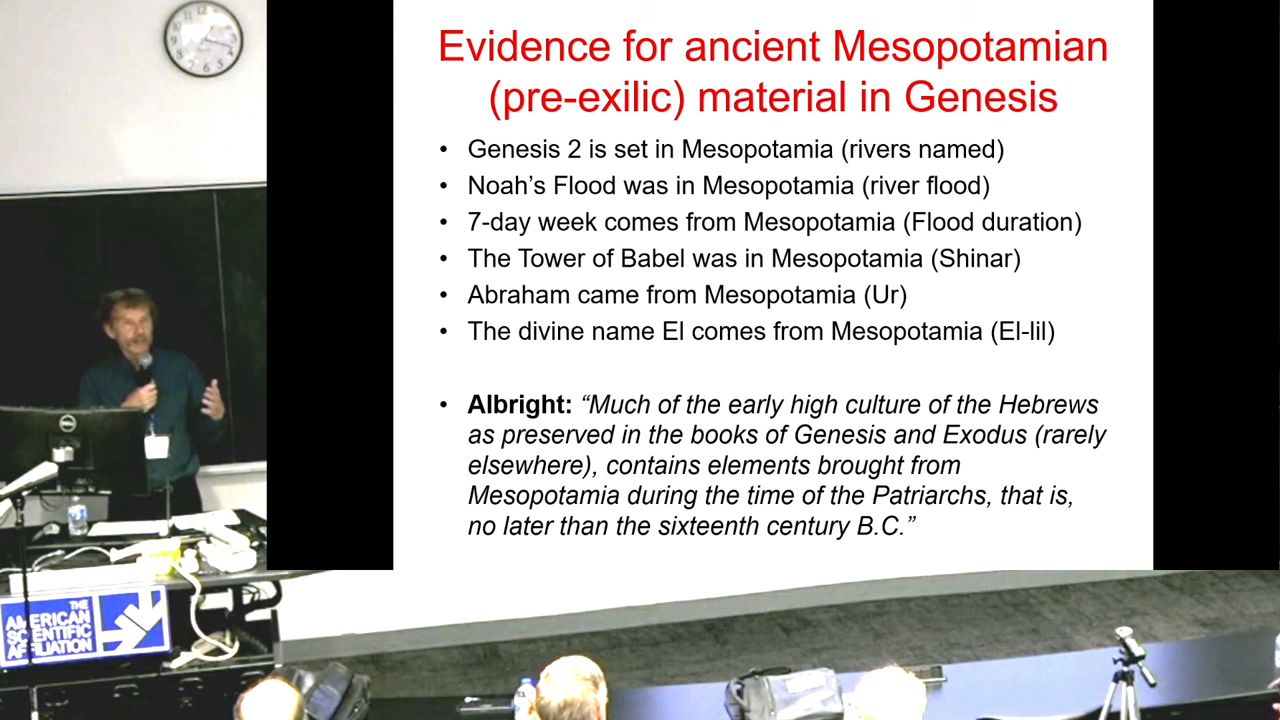 Evidence for ancient Mesopotamian
(pre-exilic) material in Genesis
• Genesis 2 is set in Mesopotamia (rivers named)
• Noah’s Flood was in Mesopotamia (river flood)
• 7-day week comes from Mesopotamia (Flood duration)
• The Tower of Babel was in Mesopotamia (Shinar)
• Abraham came from Mesopotamia (Ur)
• The divine name El comes from Mesopotamia (El-lil)
• Albright: “Much of the early high culture of the Hebrews
as preserved in the books of Genesis and Exodus (rarely
elsewhere), contains elements brought from
Mesopotamia during the time of the Patriarchs, that is,
no later than the sixteenth century B.C.”
DELL
THE
AMERICAN
SCIENTIFIC
AFFILIATION